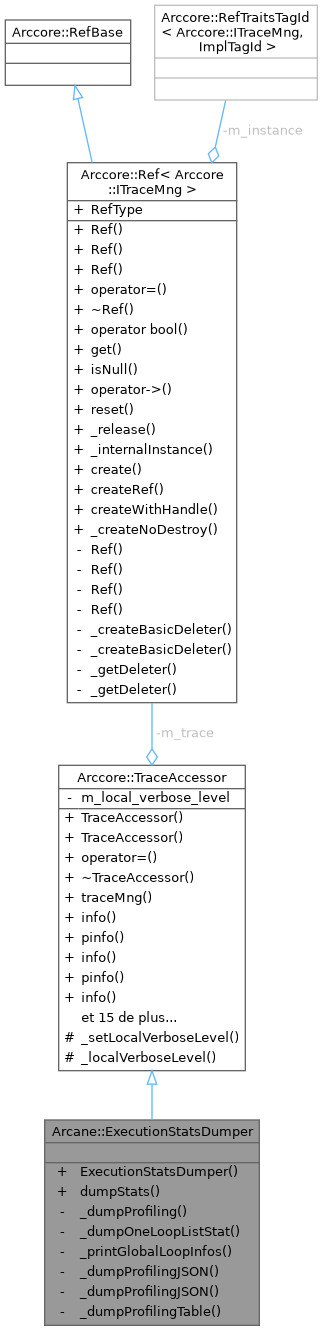 Arccore::RefBase
Arccore::RefTraitsTagId
< Arccore::ITraceMng,
ImplTagId >
-m_instance
Arccore::Ref< Arccore
::ITraceMng >
+ RefType
+ Ref()
+ Ref()
+ Ref()
+ operator=()
+ ~Ref()
+ operator bool()
+ get()
+ isNull()
+ operator->()
+ reset()
+ _release()
+ _internalInstance()
+ create()
+ createRef()
+ createWithHandle()
+ _createNoDestroy()
- Ref()
- Ref()
- Ref()
- Ref()
- _createBasicDeleter()
- _createBasicDeleter()
- _getDeleter()
- _getDeleter()
-m_trace
Arccore::TraceAccessor
- m_local_verbose_level
+ TraceAccessor()
+ TraceAccessor()
+ operator=()
+ ~TraceAccessor()
+ traceMng()
+ info()
+ pinfo()
+ info()
+ pinfo()
+ info()
et 15 de plus...
# _setLocalVerboseLevel()
# _localVerboseLevel()
Arcane::ExecutionStatsDumper
+ ExecutionStatsDumper()
+ dumpStats()
- _dumpProfiling()
- _dumpOneLoopListStat()
- _printGlobalLoopInfos()
- _dumpProfilingJSON()
- _dumpProfilingJSON()
- _dumpProfilingTable()